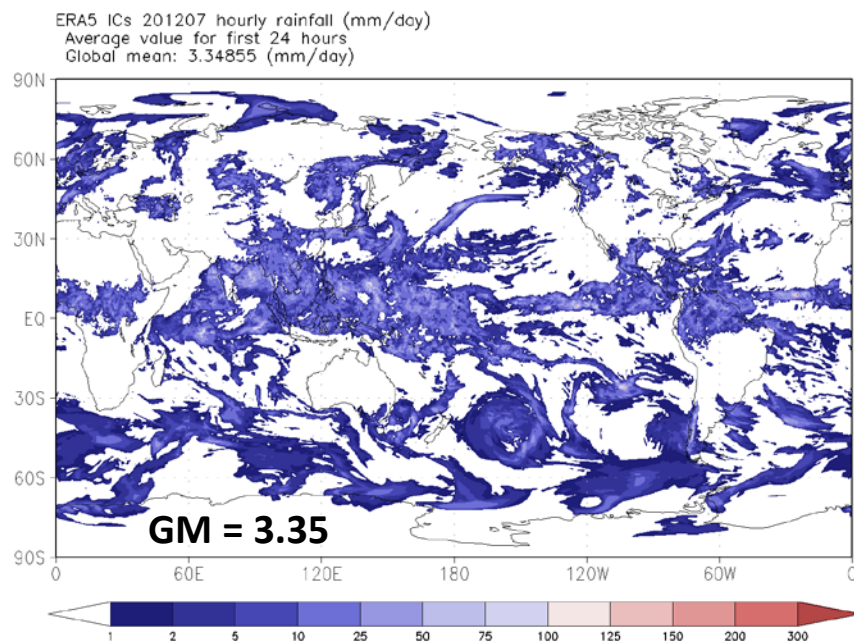 ERA5 ICs 201207 hourly rainfall (mm/day)
Average value for first 24 hours
Global mean: 3.34855 (mm/day)
90N
60N
30N
EQ
30S
60S
90S
GM = 3.35
0 60E 120E 180 120W 60W 0
1 2 5 10 25 50 75 100 125 150 200 300